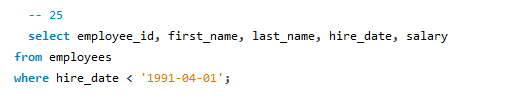 -- 25
select employee_id, first_name, last_name, hire_date, salary
from employees
where hire_date < '1991-04-01';